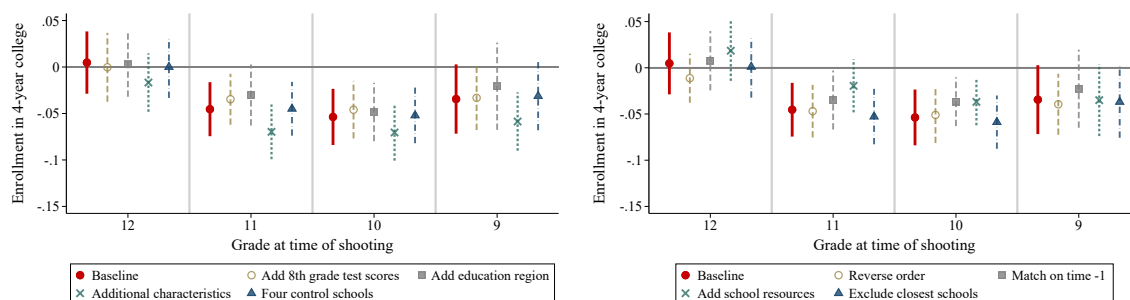 Enrollment in 4-year college
.05
0
-.05
-.1
-.15
12
11
10
9
Grade at time of shooting
Baseline
Add 8th grade test scores
Add education region
Additional characteristics
Four control schools
Enrollment in 4-year college
.05
0
-.05
-.1
-.15
12
11
10
9
Grade at time of shooting
Baseline
Reverse order
Match on time -1
Add school resources
Exclude closest schools